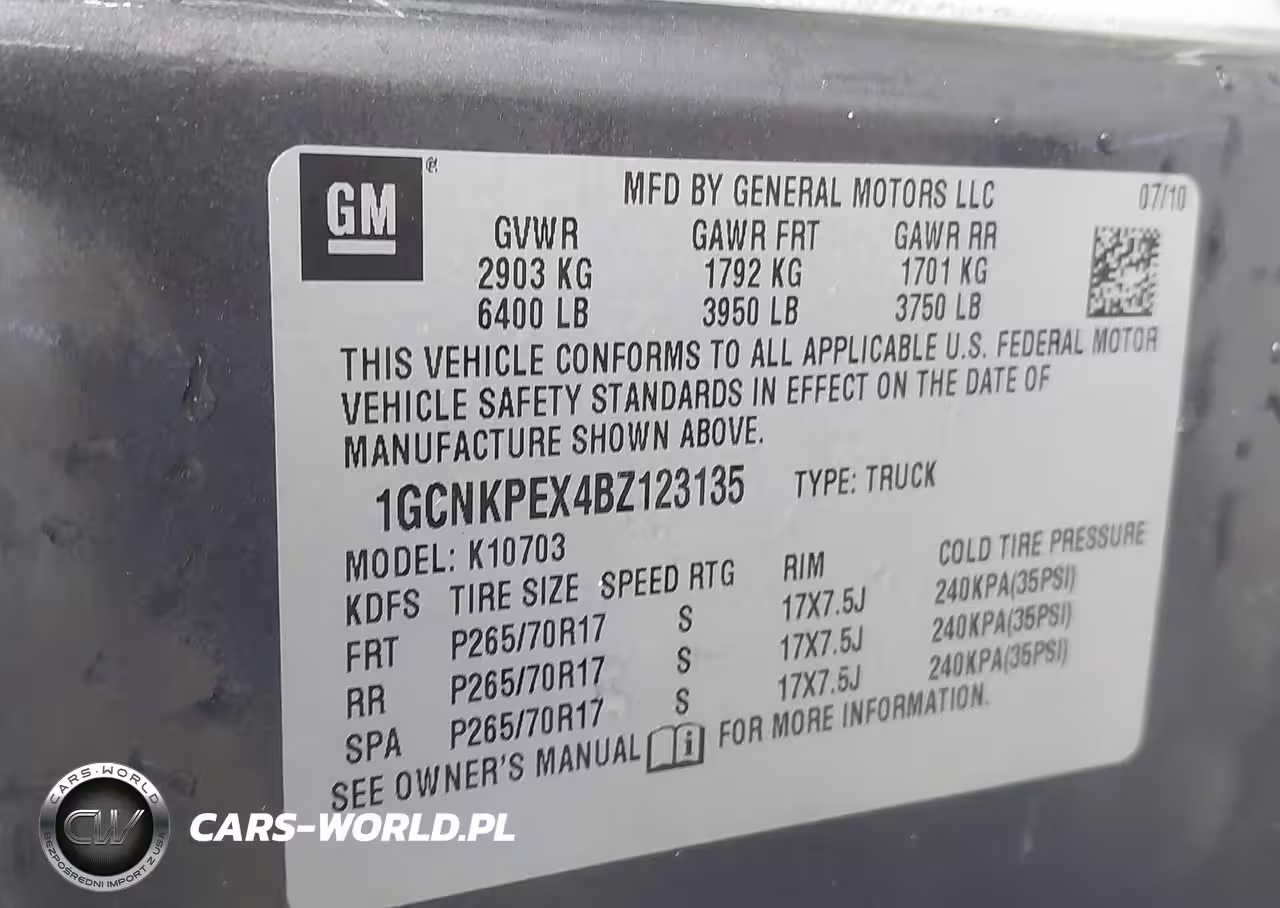 GM
MFD BY GENERAL MOTORS LLC 07/10
GVWR GAWR FRT GAWR RR
2903 KG 1792 KG 1701 KG
6400 LB 3950 LB 3750 LB
THIS VEHICLE CONFORMS TO ALL APPLICABLE U.S. FEDERAL MOTOR
VEHICLE SAFETY STANDARDS IN EFFECT ON THE DATE OF
MANUFACTURE SHOWN ABOVE.
1GCNKPEX4BZ123135 TYPE: TRUCK
MODEL: K10703
KDFS TIRE SIZE SPEED RTG RIM COLD TIRE PRESSURE
FRT P265/70R17 S 17X7.5J 240KPA(35PSI)
RR P265/70R17 S 17X7.5J 240KPA(35PSI)
SPA P265/70R17 S 17X7.5J 240KPA(35PSI)
SEE OWNER'S MANUAL FOR MORE INFORMATION.
CARS-WORLD
CW
BEZPOŚREDNI IMPORT Z USA
CARS-WORLD.PL